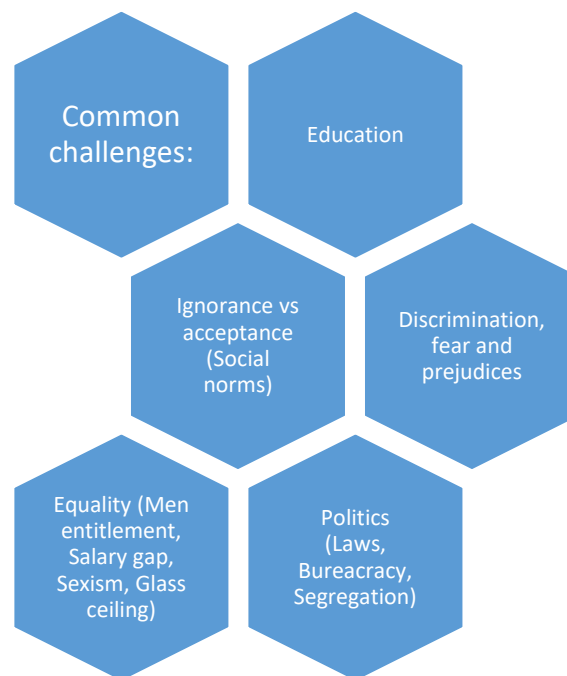 Common
challenges:
Education
Ignorance vs
acceptance
(Social
norms)
Discrimination,
fear and
prejudices
Equality (Men
entitlement,
Salary gap,
Sexism, Glass
ceiling)
Politics
(Laws,
Bureacracy,
Segregation)